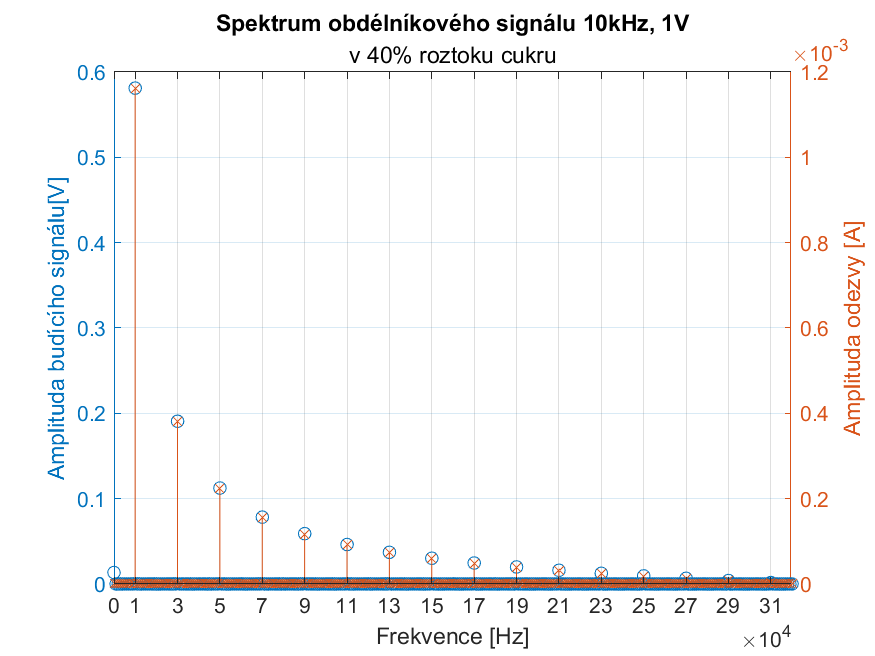 Spektrum obdélníkového signálu 10kHz, 1V
v 40% roztoku cukru
×10^-3
0.6
0.5
0.4
0.3
0.2
0.1
0
Amplituda budícího signálu[V]
1.2
1
0.8
0.6
0.4
0.2
0
Amplituda odezvy [A]
0 1 3 5 7 9 11 13 15 17 19 21 23 25 27 29 31
Frekvence [Hz]
×10^4